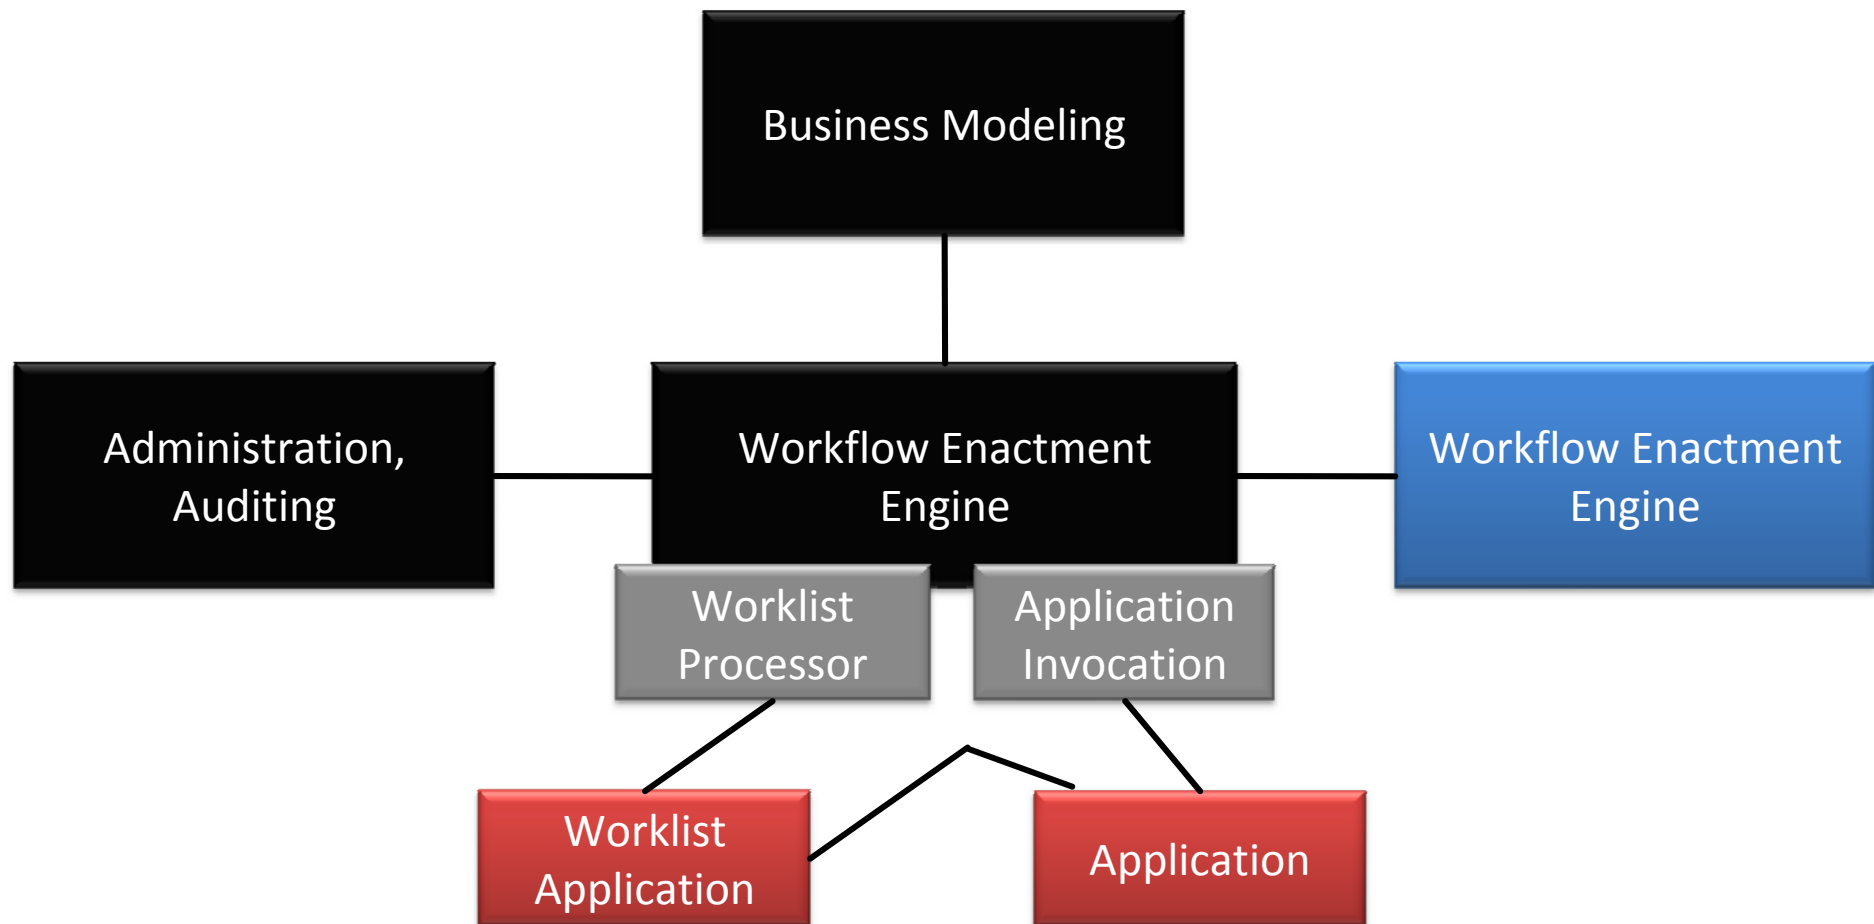 Business Modeling
Administration,
Auditing
Workflow Enactment
Engine
Workflow Enactment
Engine
Worklist
Processor
Application
Invocation
Worklist
Application
Application